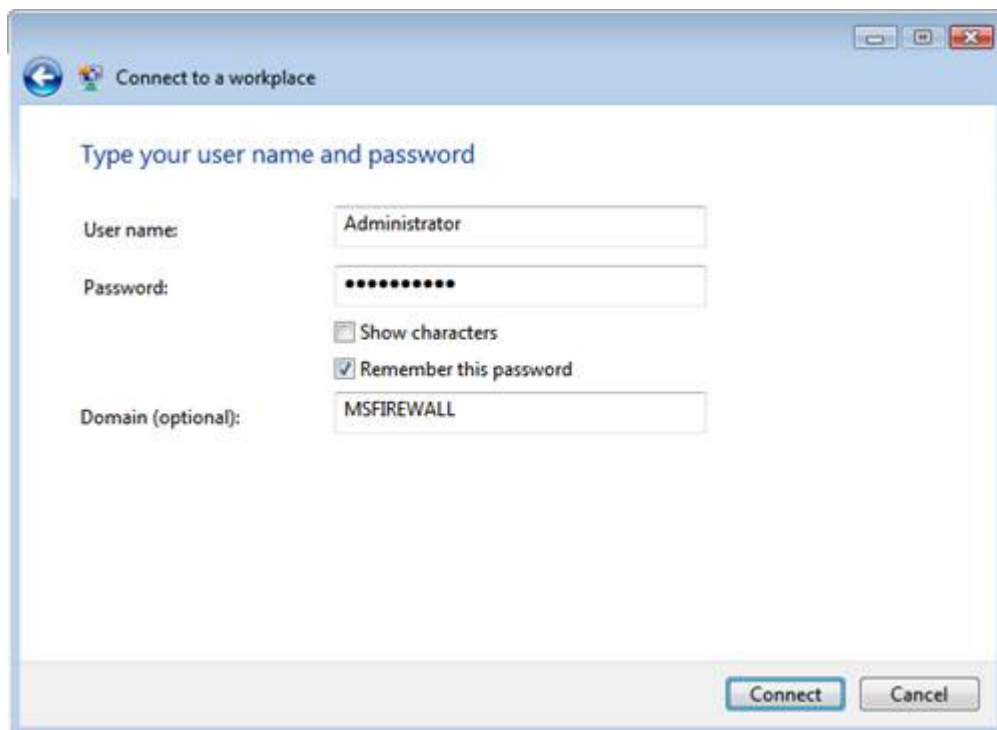 Connect to a workplace
Type your user name and password
User name:
Administrator
Password:
••••••••••
Show characters
Remember this password
Domain (optional):
MSFIREWALL
Connect
Cancel